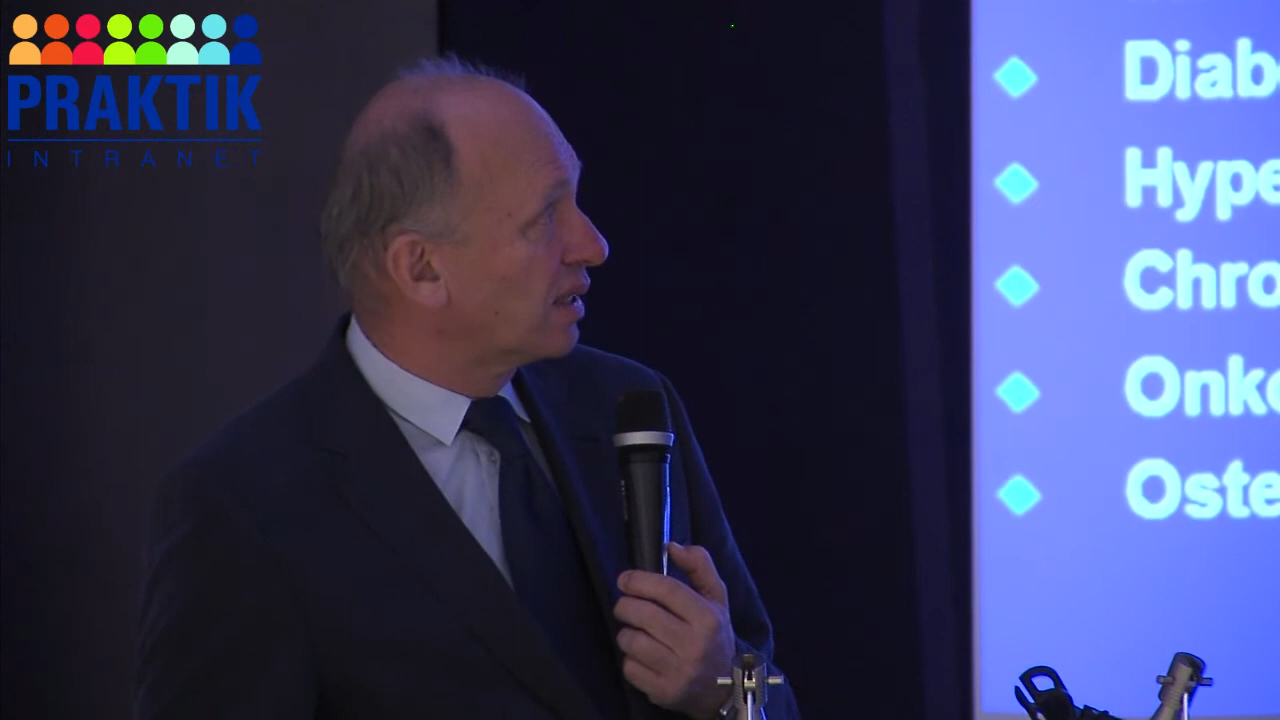 PRAKTIK
INTRANET
Diab
Hype
Chro
Onko
Oste